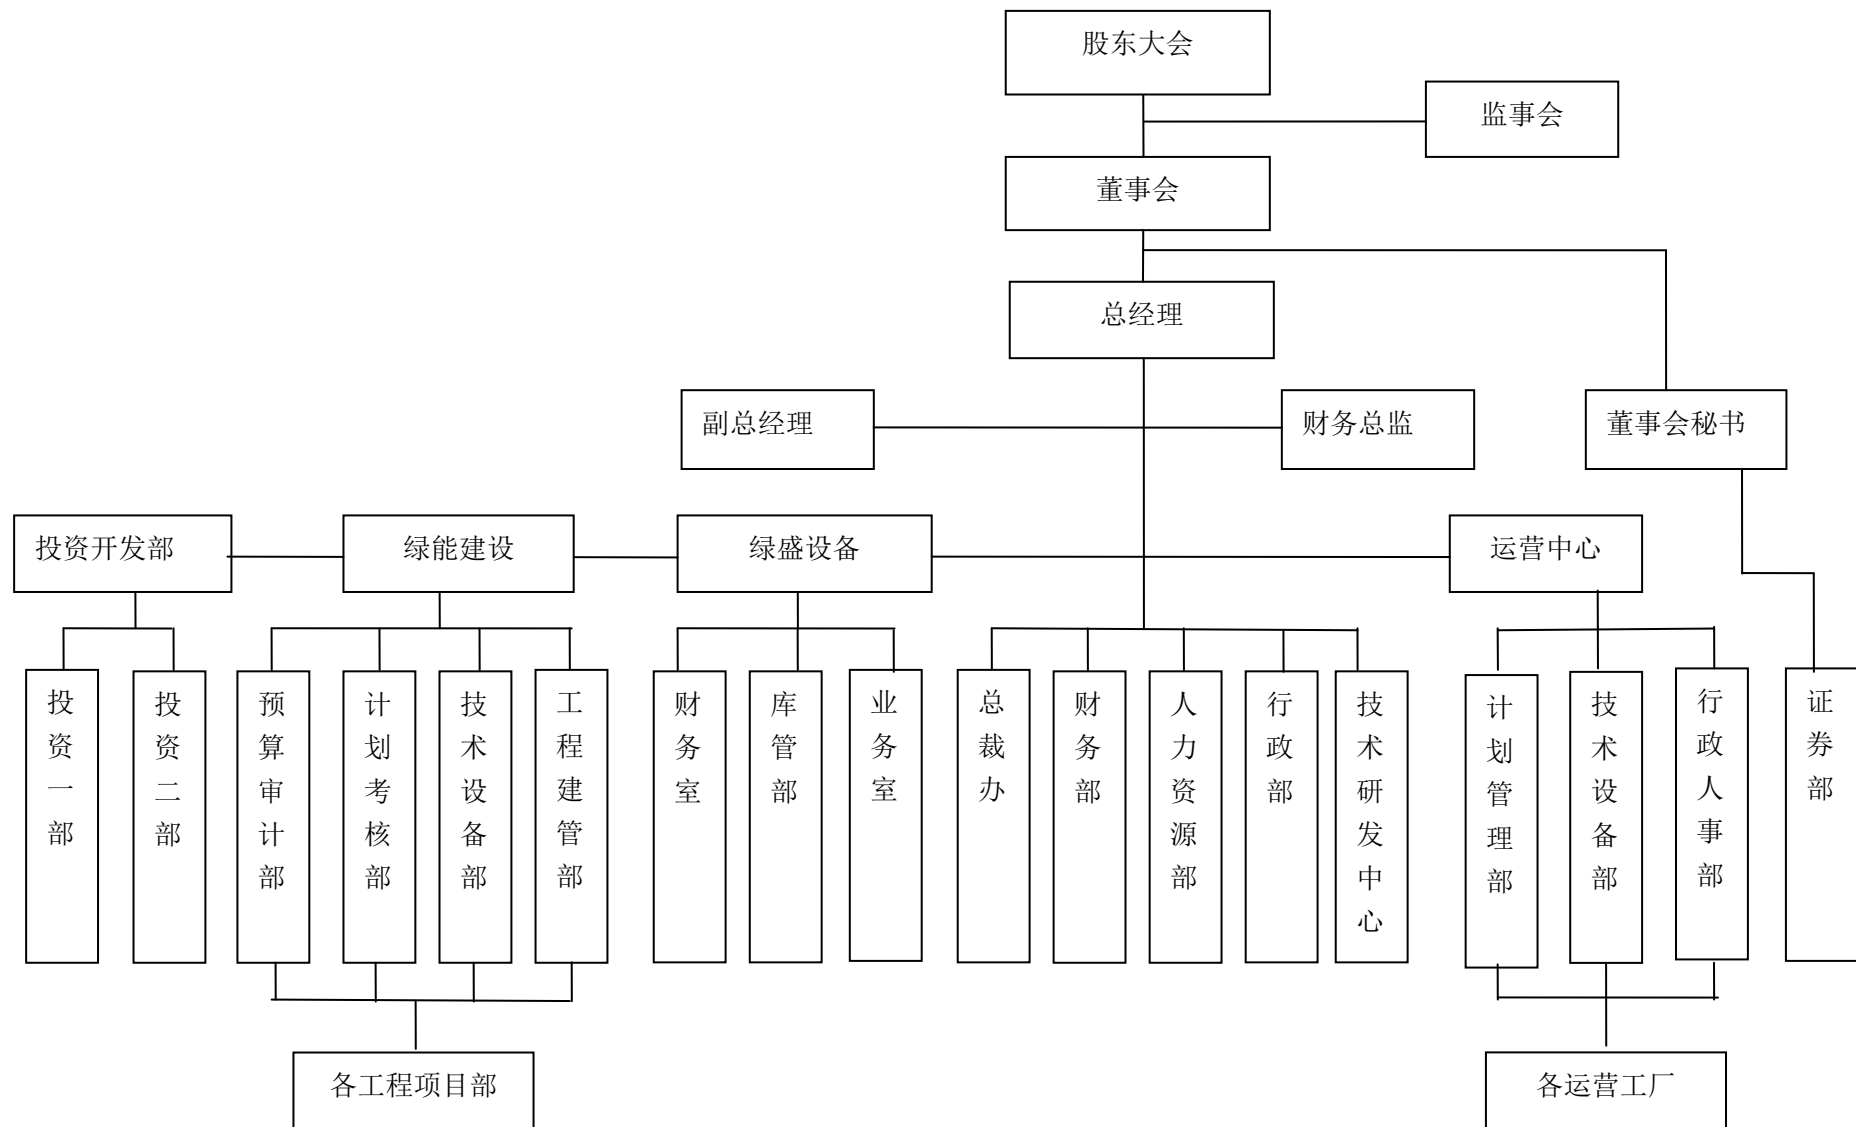 股东大会
监事会
董事会
总经理
副总经理
财务总监
董事会秘书
投资开发部
绿能建设
绿盛设备
运营中心
投资一部
投资二部
预算审计部
计划考核部
技术设备部
工程建管部
财务室
库管部
业务室
总裁办
财务部
人力资源部
行政部
技术研发中心
计划管理部
技术设备部
行政人事部
证券部
各工程项目部
各运营工厂